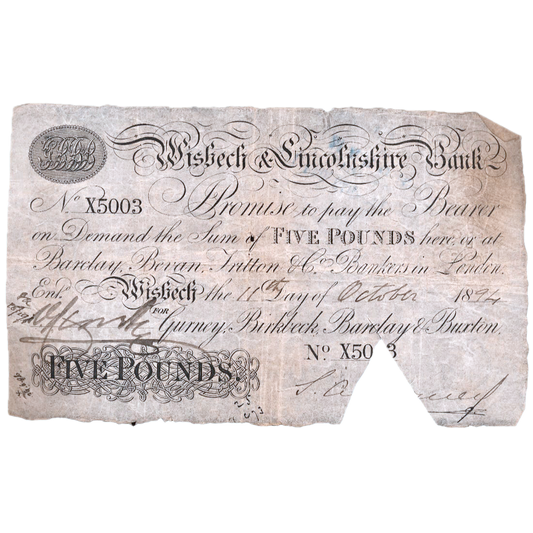 Wisbech & Lincolnshire Bank
No X5003 Promise to pay the Bearer
on Demand the Sum of FIVE POUNDS here, or at
Barclay, Bevan, Tritton & Co. Bankers in London.
Entd. Wisbech the 11th Day of October 1894
FOR
Gurney, Birkbeck, Barclay & Buxton.
No X50 3
FIVE POUNDS.